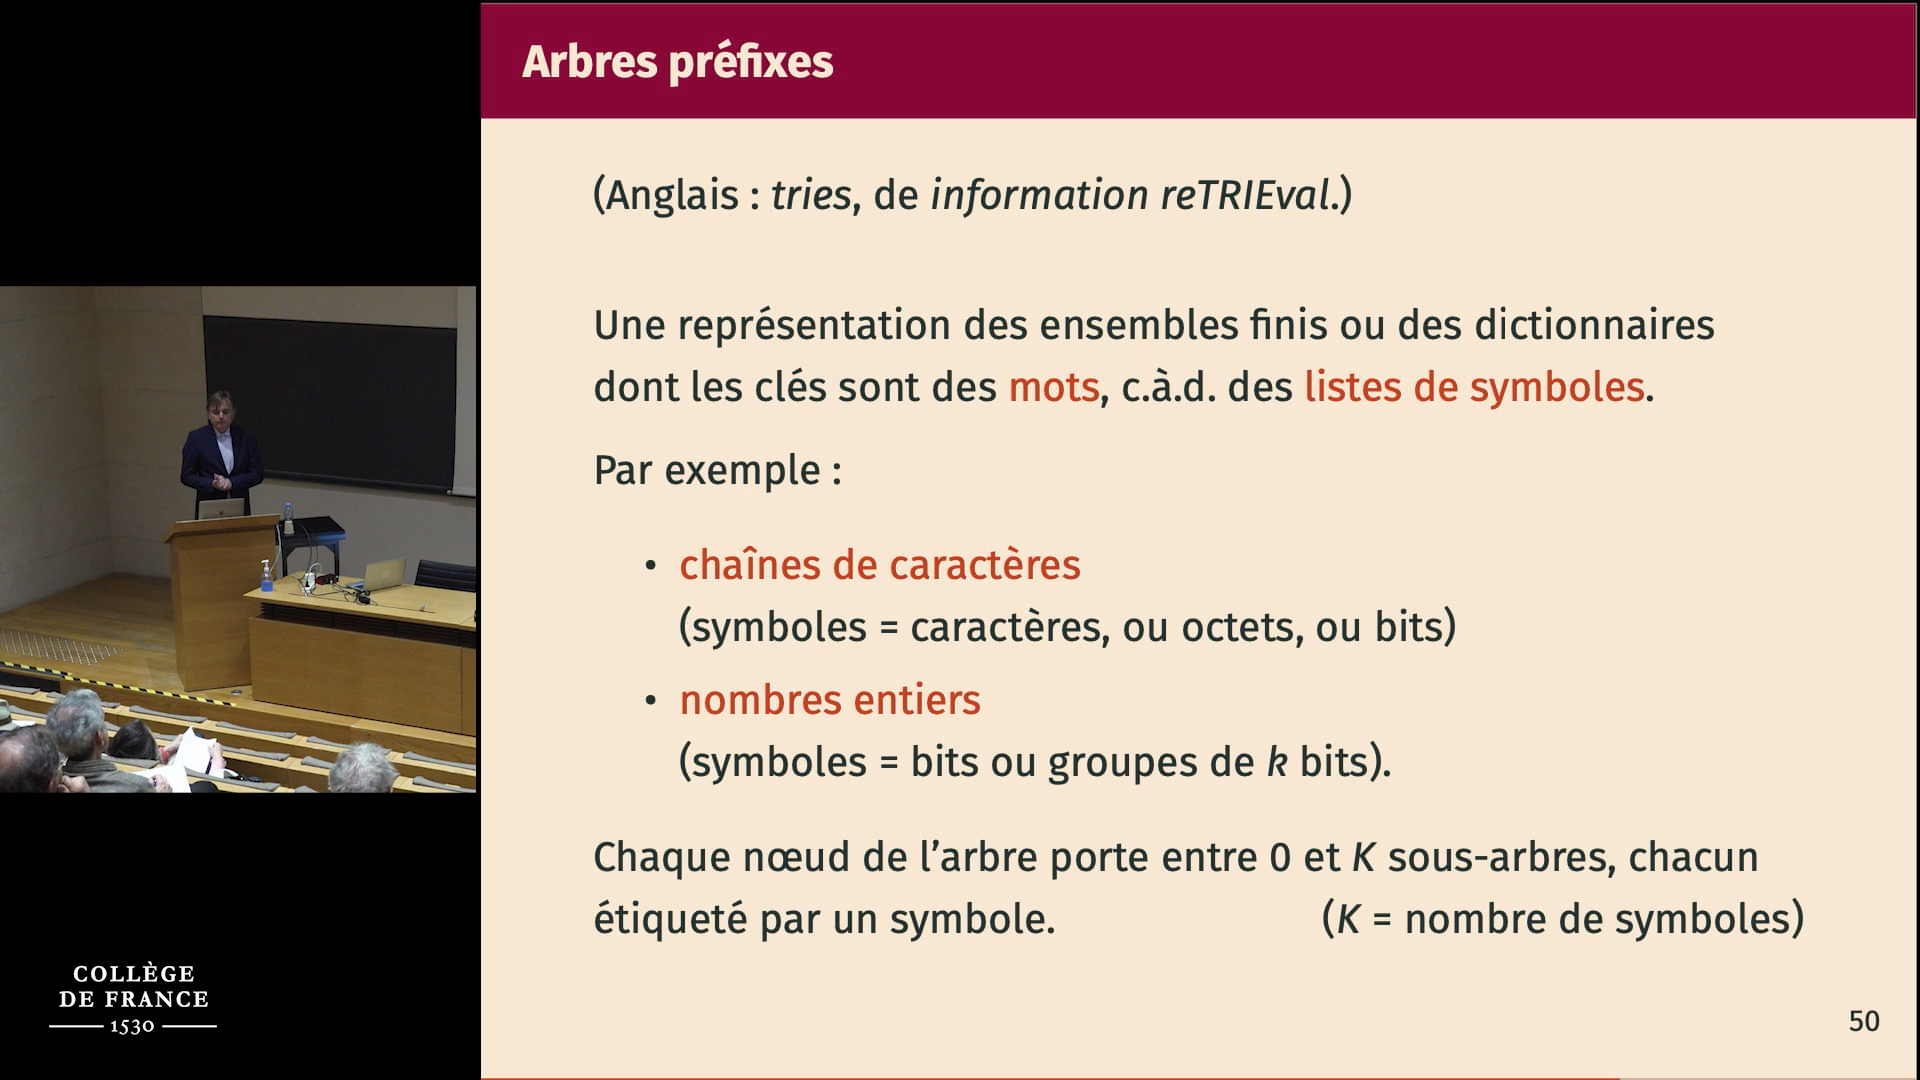 Arbres préfixes
(Anglais : tries, de information reTRIEval.)
Une représentation des ensembles finis ou des dictionnaires
dont les clés sont des mots, c.à.d. des listes de symboles.
Par exemple :
• chaînes de caractères
(symboles = caractères, ou octets, ou bits)
• nombres entiers
(symboles = bits ou groupes de k bits).
Chaque nœud de l’arbre porte entre 0 et K sous-arbres, chacun
étiqueté par un symbole. (K = nombre de symboles)
50
COLLÈGE
DE FRANCE
1530